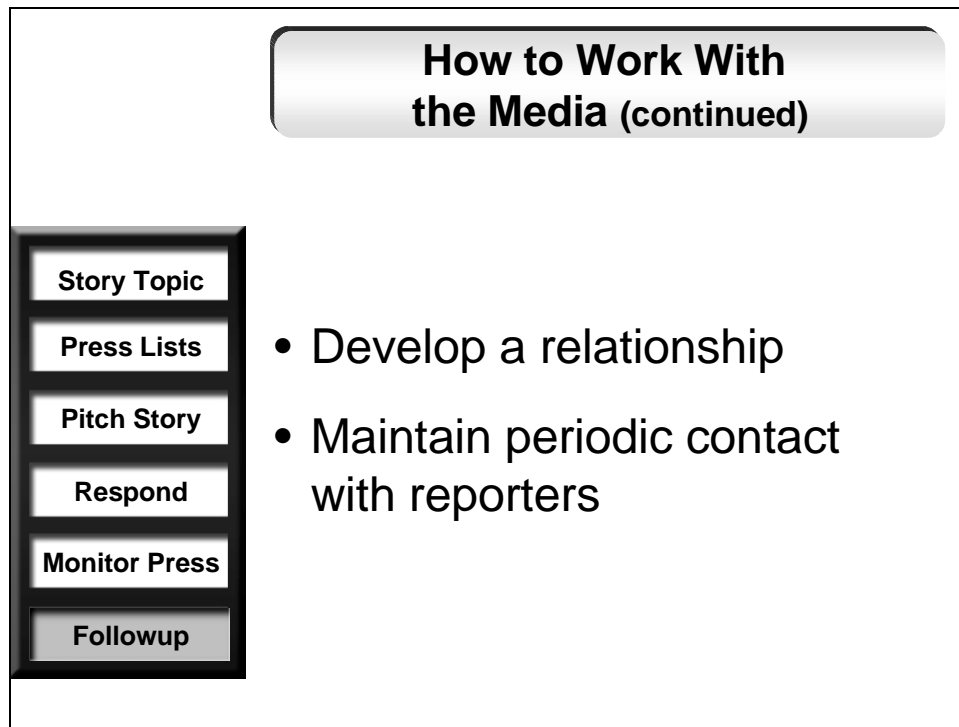 How to Work With
the Media (continued)
Story Topic
Press Lists
Pitch Story
Respond
Monitor Press
Followup
• Develop a relationship
• Maintain periodic contact
with reporters